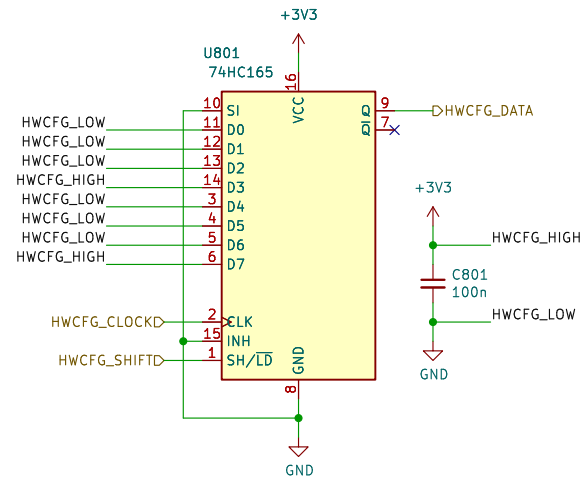 +3V3
U801
74HC165
16
VCC
10 SI
HWCFG_LOW 11 D0
HWCFG_LOW 12 D1
HWCFG_LOW 13 D2
HWCFG_HIGH 14 D3
HWCFG_LOW 3 D4
HWCFG_LOW 4 D5
HWCFG_LOW 5 D6
HWCFG_HIGH 6 D7
HWCFG_CLOCK 2 CLK
15 INH
HWCFG_SHIFT 1 SH/LD
Q 9 HWCFG_DATA
QI 7
GND
8
GND
+3V3
HWCFG_HIGH
C801
100n
HWCFG_LOW
GND